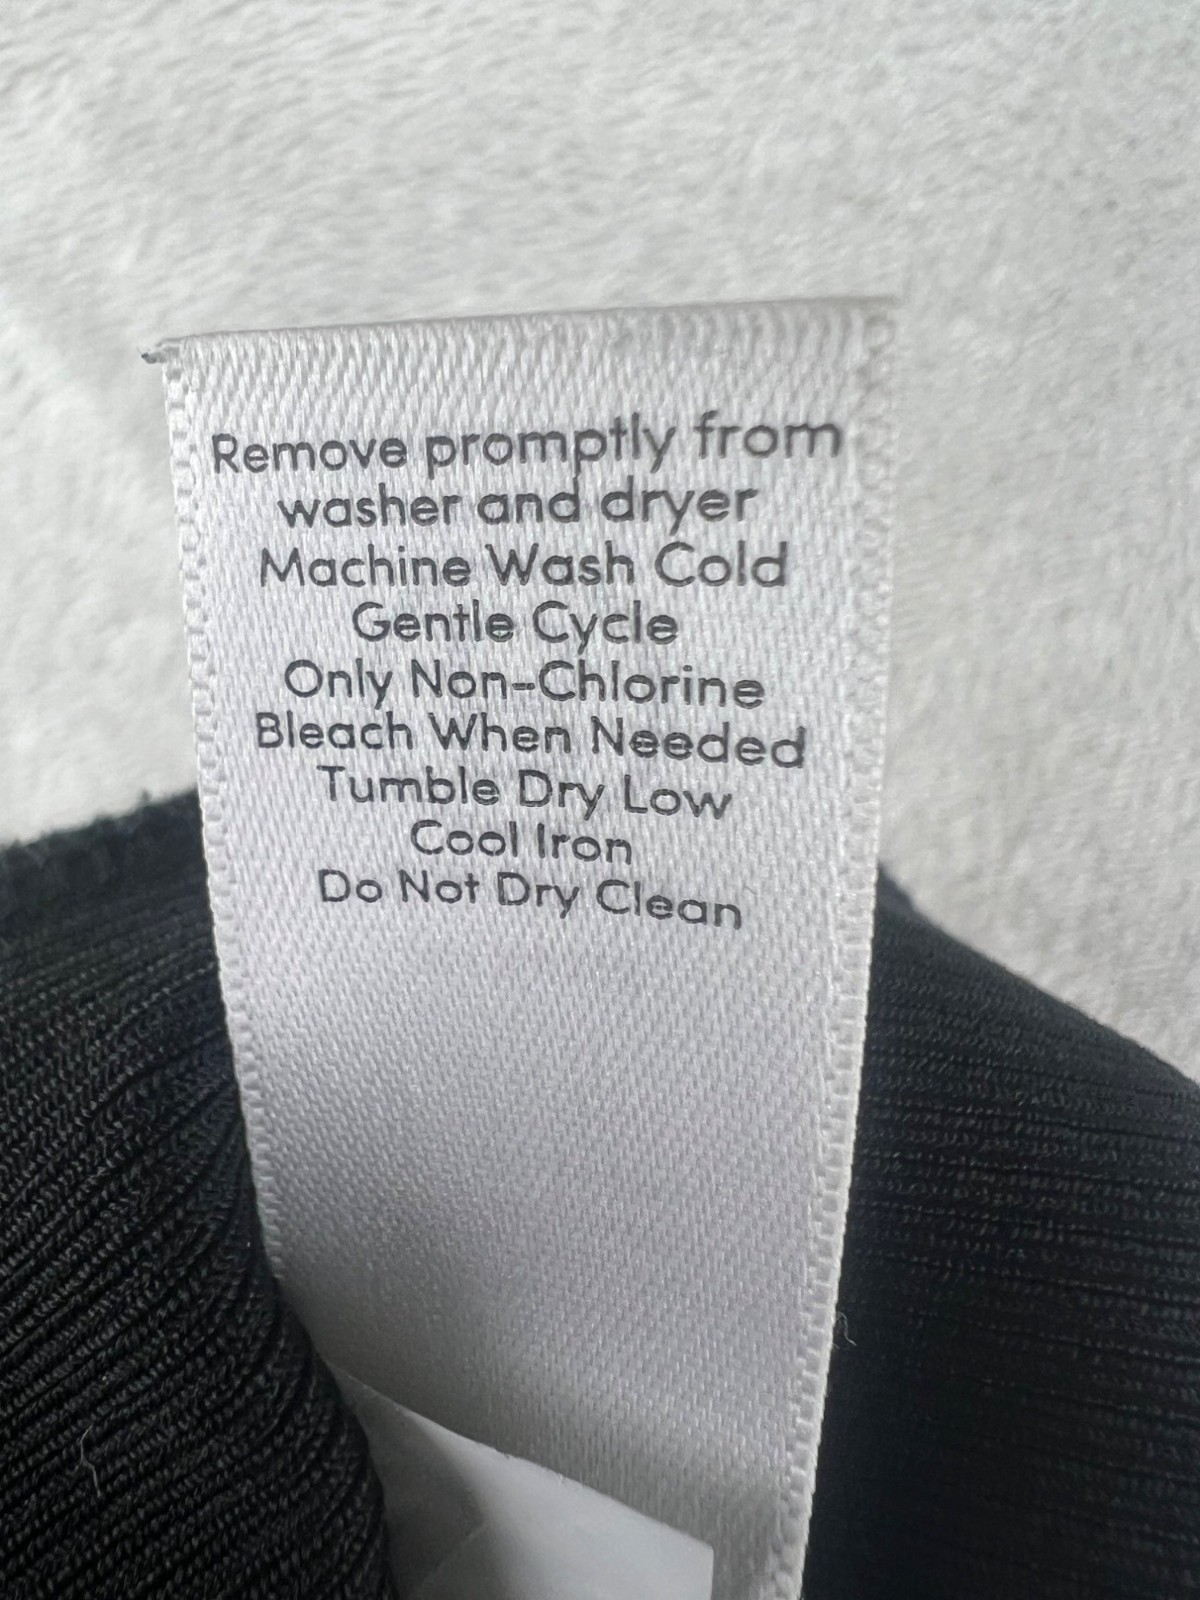 Remove promptly from
washer and dryer
Machine Wash Cold
Gentle Cycle
Only Non-Chlorine
Bleach When Needed
Tumble Dry Low
Cool Iron
Do Not Dry Clean